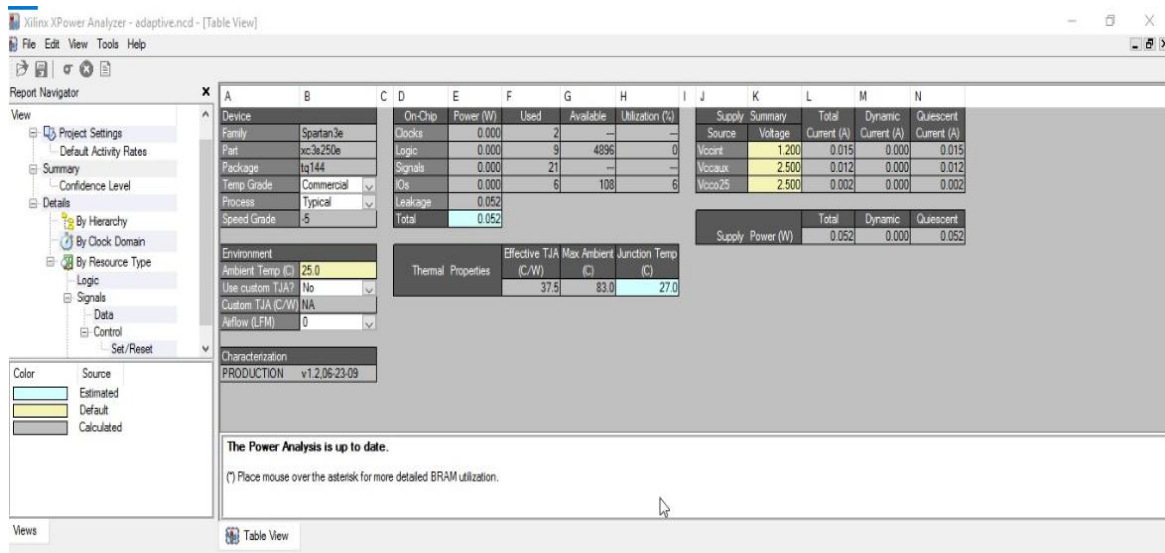 Xilinx XPower Analyzer - adaptive.ncd - [Table View]
File Edit View Tools Help
Report Navigator
View
Project Settings
Default Activity Rates
Summary
Confidence Level
Details
By Hierarchy
By Clock Domain
By Resource Type
Logic
Signals
Data
Control
Set/Reset
Color Source
Estimated
Default
Calculated
Views
A B C D E F G H I J K L M N
Device
Family Spartan3e
Part xc3s250e
Package tq144
Temp Grade Commercial
Process Typical
Speed Grade -5
Environment
Ambient Temp (C) 25.0
Use custom TJA? No
Custom TJA (C/W) NA
Airflow (LFM) 0
Characterization
PRODUCTION v1.2,06-23-09
On-Chip Power (W) Used Available Utilization (%)
Clocks 0.000 2 --- ---
Logic 0.000 9 4896 0
Signals 0.000 21 --- ---
IOs 0.000 6 108 6
Leakage 0.052
Total 0.052
Effective TJA Max Ambient Junction Temp
Thermal Properties (C/W) (C) (C)
37.5 83.0 27.0
Supply Summary Total Dynamic Quiescent
Source Voltage Current (A) Current (A) Current (A)
Vccint 1.200 0.015 0.000 0.015
Vccaux 2.500 0.012 0.000 0.012
Vcco25 2.500 0.002 0.000 0.002
Total Dynamic Quiescent
Supply Power (W) 0.052 0.000 0.052
The Power Analysis is up to date.
(*) Place mouse over the asterisk for more detailed BRAM utilization.
Table View